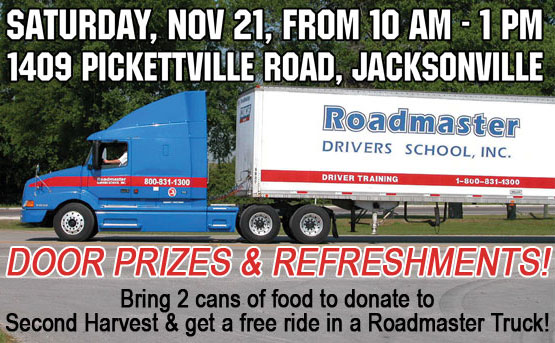 SATURDAY, NOV 21, FROM 10 AM - 1 PM
1409 PICKETTVILLE ROAD, JACKSONVILLE
Roadmaster
DRIVERS SCHOOL, INC.
DRIVER TRAINING 1-800-831-1300
Roadmaster
800-831-1300
DOOR PRIZES & REFRESHMENTS!
Bring 2 cans of food to donate to
Second Harvest & get a free ride in a Roadmaster Truck!